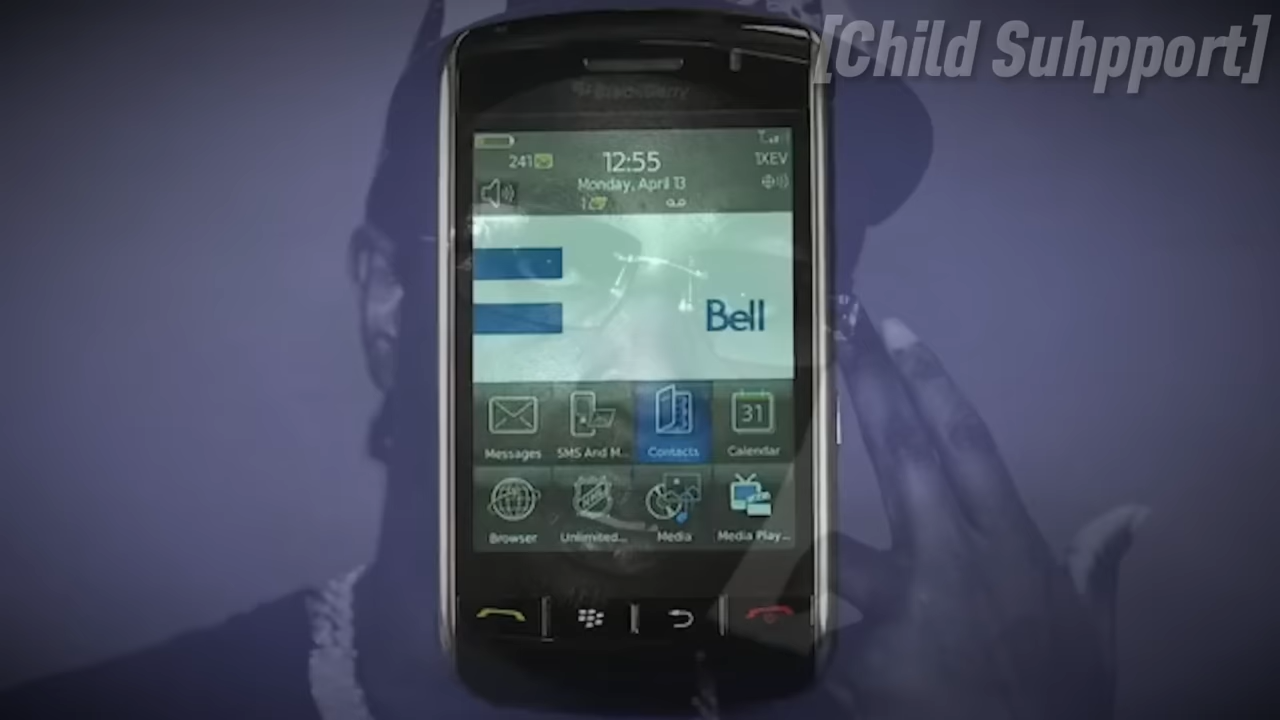 [Child Suhpport]
BlackBerry
241
12:55
1XEV
Monday, April 13
1
Bell
31
Messages
SMS And M...
Contacts
Calendar
Browser
Unlimited...
Media
Media Play...